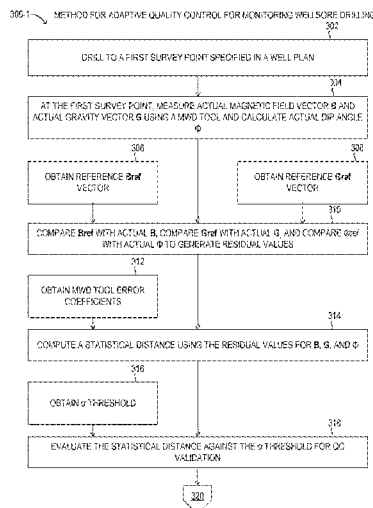 300-1
METHOD FOR ADAPTIVE QUALITY CONTROL FOR MONITORING WELLBORE DRILLING
302
DRILL TO A FIRST SURVEY POINT SPECIFIED IN A WELL PLAN
304
AT THE FIRST SURVEY POINT, MEASURE ACTUAL MAGNETIC FIELD VECTOR B AND
ACTUAL GRAVITY VECTOR G USING A MWD TOOL AND CALCULATE ACTUAL DIP ANGLE
Φ
306
OBTAIN REFERENCE Bref
VECTOR
308
OBTAIN REFERENCE Gref
VECTOR
310
COMPARE Bref WITH ACTUAL B, COMPARE Gref WITH ACTUAL G, AND COMPARE Φref
WITH ACTUAL Φ TO GENERATE RESIDUAL VALUES
312
OBTAIN MWD TOOL ERROR
COEFFICIENTS
314
COMPUTE A STATISTICAL DISTANCE USING THE RESIDUAL VALUES FOR B, G, AND Φ
316
OBTAIN σ THRESHOLD
318
EVALUATE THE STATISTICAL DISTANCE AGAINST THE σ THRESHOLD FOR QC
VALIDATION
320